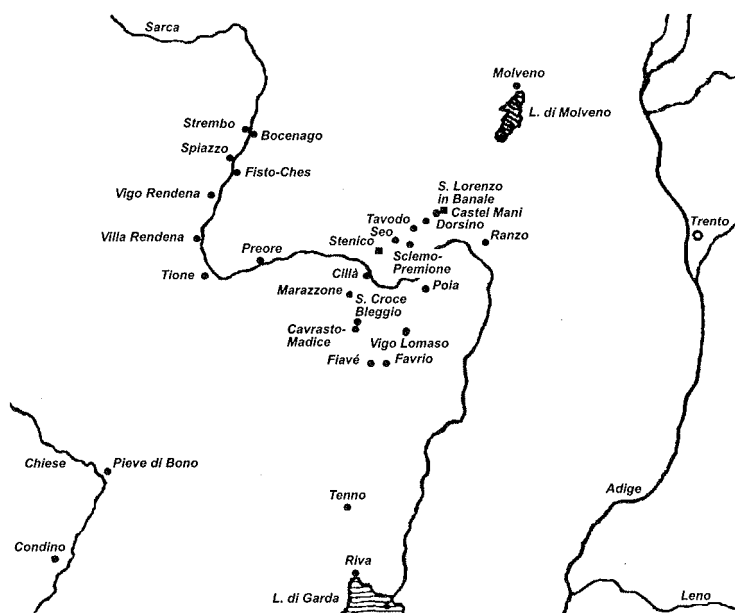 Sarca
Molveno
L. di Molveno
Strembo
Bocenago
Spiazzo
Fisto-Ches
Vigo Rendena
S. Lorenzo
in Banale
Castel Mani
Tavodo
Dorsino
Seo
Stenico
Sclemo-
Premione
Ranzo
Trento
Villa Rendena
Preore
Tione
Cillà
Poia
Marazzone
S. Croce
Bleggio
Cavrasto-
Madice
Vigo Lomaso
Fiavé
Favrio
Chiese
Pieve di Bono
Tenno
Adige
Condino
Riva
L. di Garda
Leno